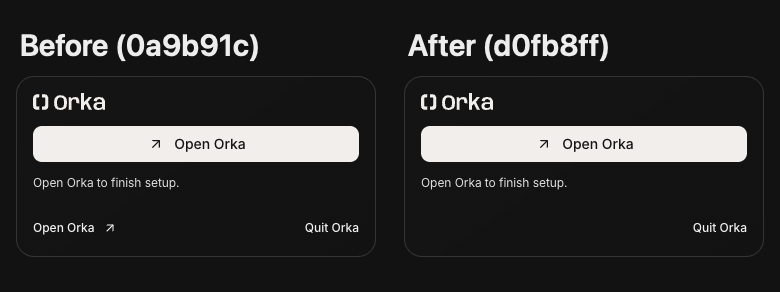 Before (0a9b91c)
Orka
Open Orka
Open Orka to finish setup.
Open Orka
Quit Orka
After (d0fb8ff)
Orka
Open Orka
Open Orka to finish setup.
Quit Orka